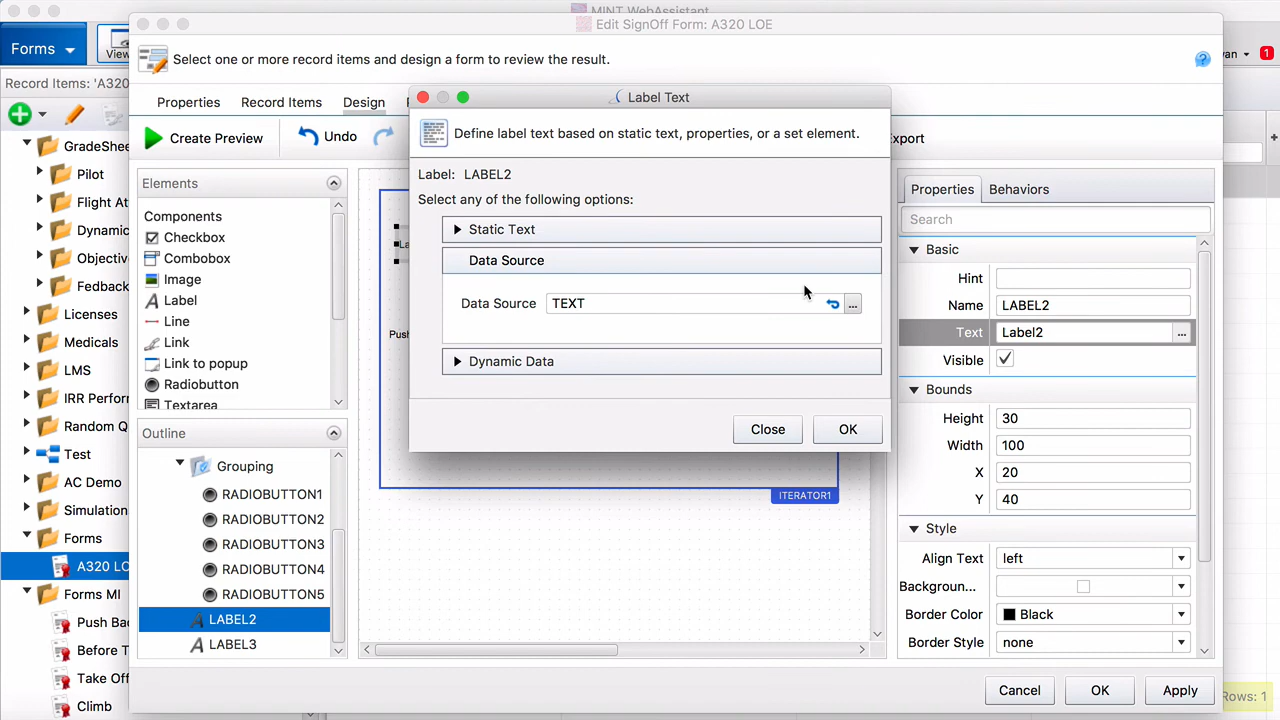 MINT WebAssistant
Edit SignOff Form: A320 LOE
Forms
View
1
Select one or more record items and design a form to review the result.
Record Items: 'A320
Properties
Record Items
Design
Create Preview
Undo
Export
Label Text
Define label text based on static text, properties, or a set element.
Label: LABEL2
Select any of the following options:
Static Text
Data Source
Data Source
TEXT
...
Dynamic Data
Close
OK
GradeShee
Pilot
Flight At
Dynamic
Objectiv
Fedback
Licenses
Medicals
LMS
IRR Perforr
Random Q
Test
AC Demo
Simulation
Forms
A320 LO
Forms MI
Push Ba
Before T
Take Off
Climb
Elements
Components
Checkbox
Combobox
Image
Label
Line
Link
Link to popup
Radiobutton
Textarea
Outline
Grouping
RADIOBUTTON1
RADIOBUTTON2
RADIOBUTTON3
RADIOBUTTON4
RADIOBUTTON5
LABEL2
LABEL3
La
Push
ITERATOR1
Properties
Behaviors
Search
Basic
Hint
Name
LABEL2
Text
Label2
...
Visible
Bounds
Height
30
Width
100
X
20
Y
40
Style
Align Text
left
Backgroun...
Border Color
Black
Border Style
none
Cancel
OK
Apply
Rows: 1